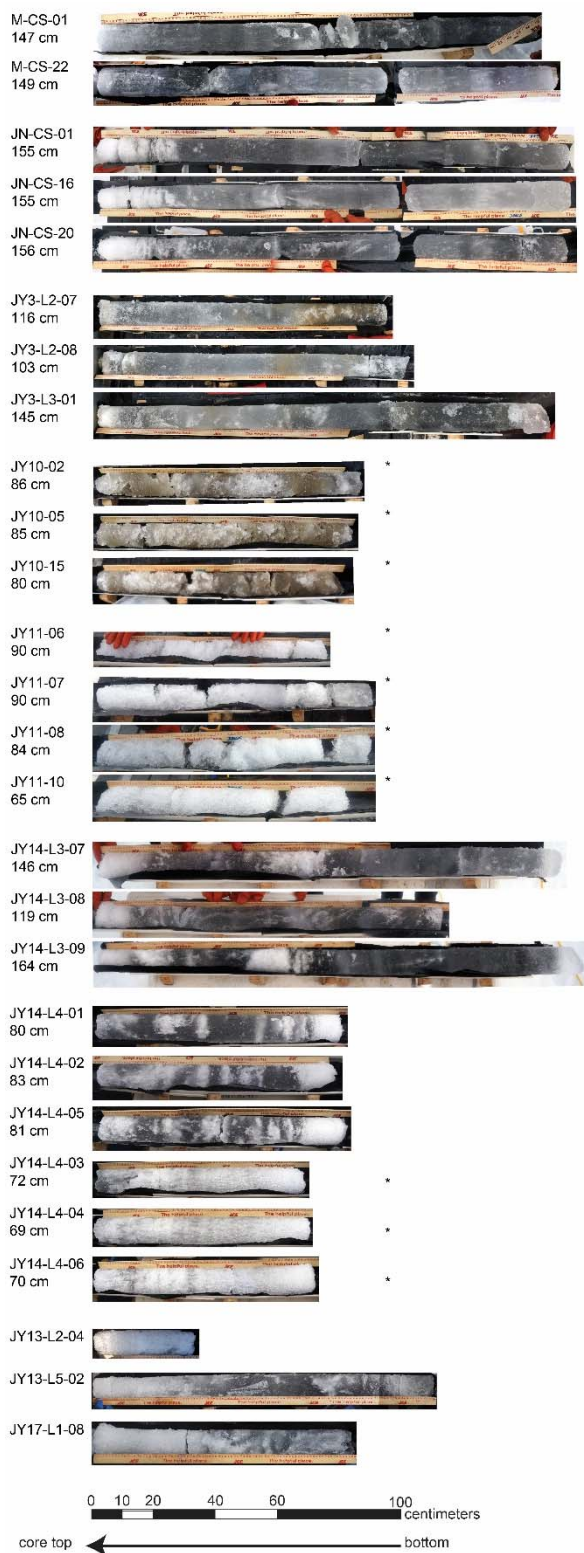 M-CS-01
147 cm
M-CS-22
149 cm
JN-CS-01
155 cm
JN-CS-16
155 cm
JN-CS-20
156 cm
JY3-L2-07
116 cm
JY3-L2-08
103 cm
JY3-L3-01
145 cm
JY10-02 *
86 cm
JY10-05 *
85 cm
JY10-15 *
80 cm
JY11-06 *
90 cm
JY11-07 *
90 cm
JY11-08 *
84 cm
JY11-10 *
65 cm
JY14-L3-07
146 cm
JY14-L3-08
119 cm
JY14-L3-09
164 cm
JY14-L4-01
80 cm
JY14-L4-02
83 cm
JY14-L4-05
81 cm
JY14-L4-03
72 cm *
JY14-L4-04
69 cm *
JY14-L4-06
70 cm *
JY13-L2-04
JY13-L5-02
JY17-L1-08
0 10 20 40 60 100
centimeters
core top bottom